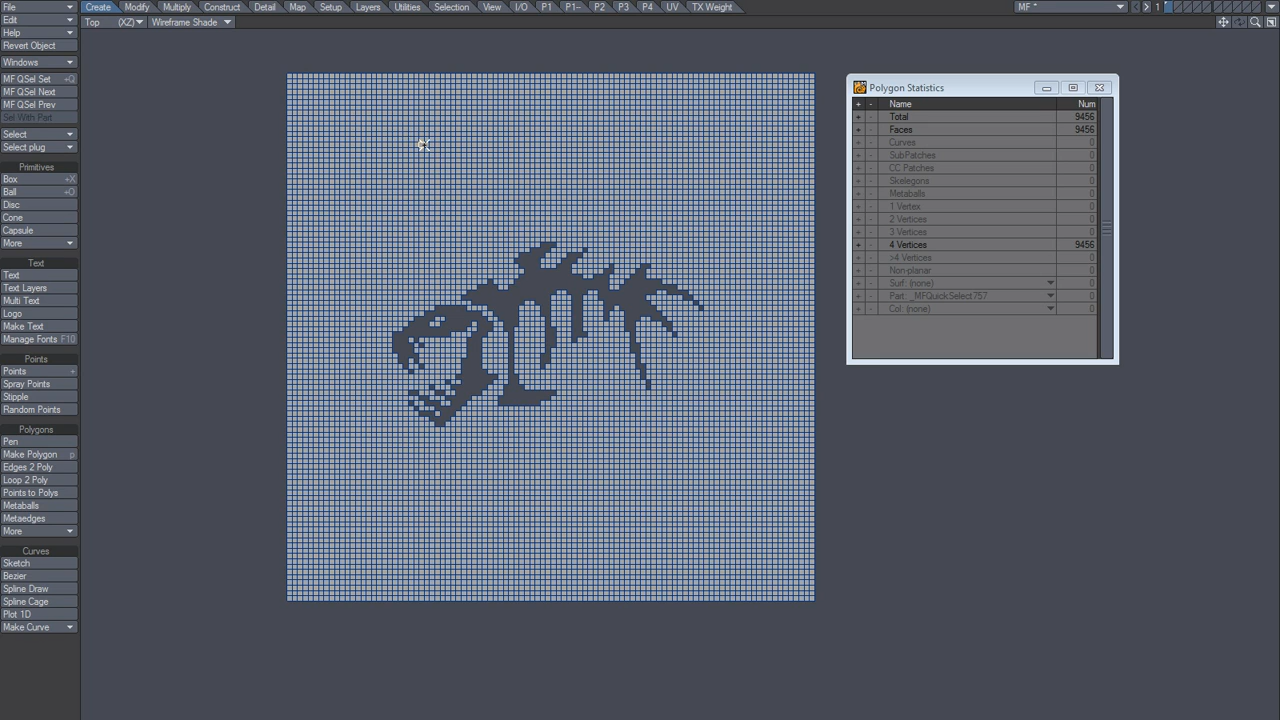 File Create Modify Multiply Construct Detail Map Setup Layers Utilities Selection View I/O P1 P1-- P2 P3 P4 UV TX Weight MF * 1
Edit Top (XZ) Wireframe Shade
Help
Revert Object
Windows
MF QSel Set +Q
MF QSel Next
MF QSel Prev
Sel With Part
Select
Select plug
Primitives
Box +X
Ball +O
Disc
Cone
Capsule
More
Text
Text
Text Layers
Multi Text
Logo
Make Text
Manage Fonts F10
Points
Points +
Spray Points
Stipple
Random Points
Polygons
Pen
Make Polygon p
Edges 2 Poly
Loop 2 Poly
Points to Polys
Metaballs
Metaedges
More
Curves
Sketch
Bezier
Spline Draw
Spline Cage
Plot 1D
Make Curve
Polygon Statistics
+ - Name Num
+ - Total 9456
+ - Faces 9456
+ - Curves 0
+ - SubPatches 0
+ - CC Patches 0
+ - Skelegons 0
+ - Metaballs 0
+ - 1 Vertex 0
+ - 2 Vertices 0
+ - 3 Vertices 0
+ - 4 Vertices 9456
+ - >4 Vertices 0
+ - Non-planar 0
+ - Surf: (none) 0
+ - Part: _MFQuickSelect757 0
+ - Col: (none) 0